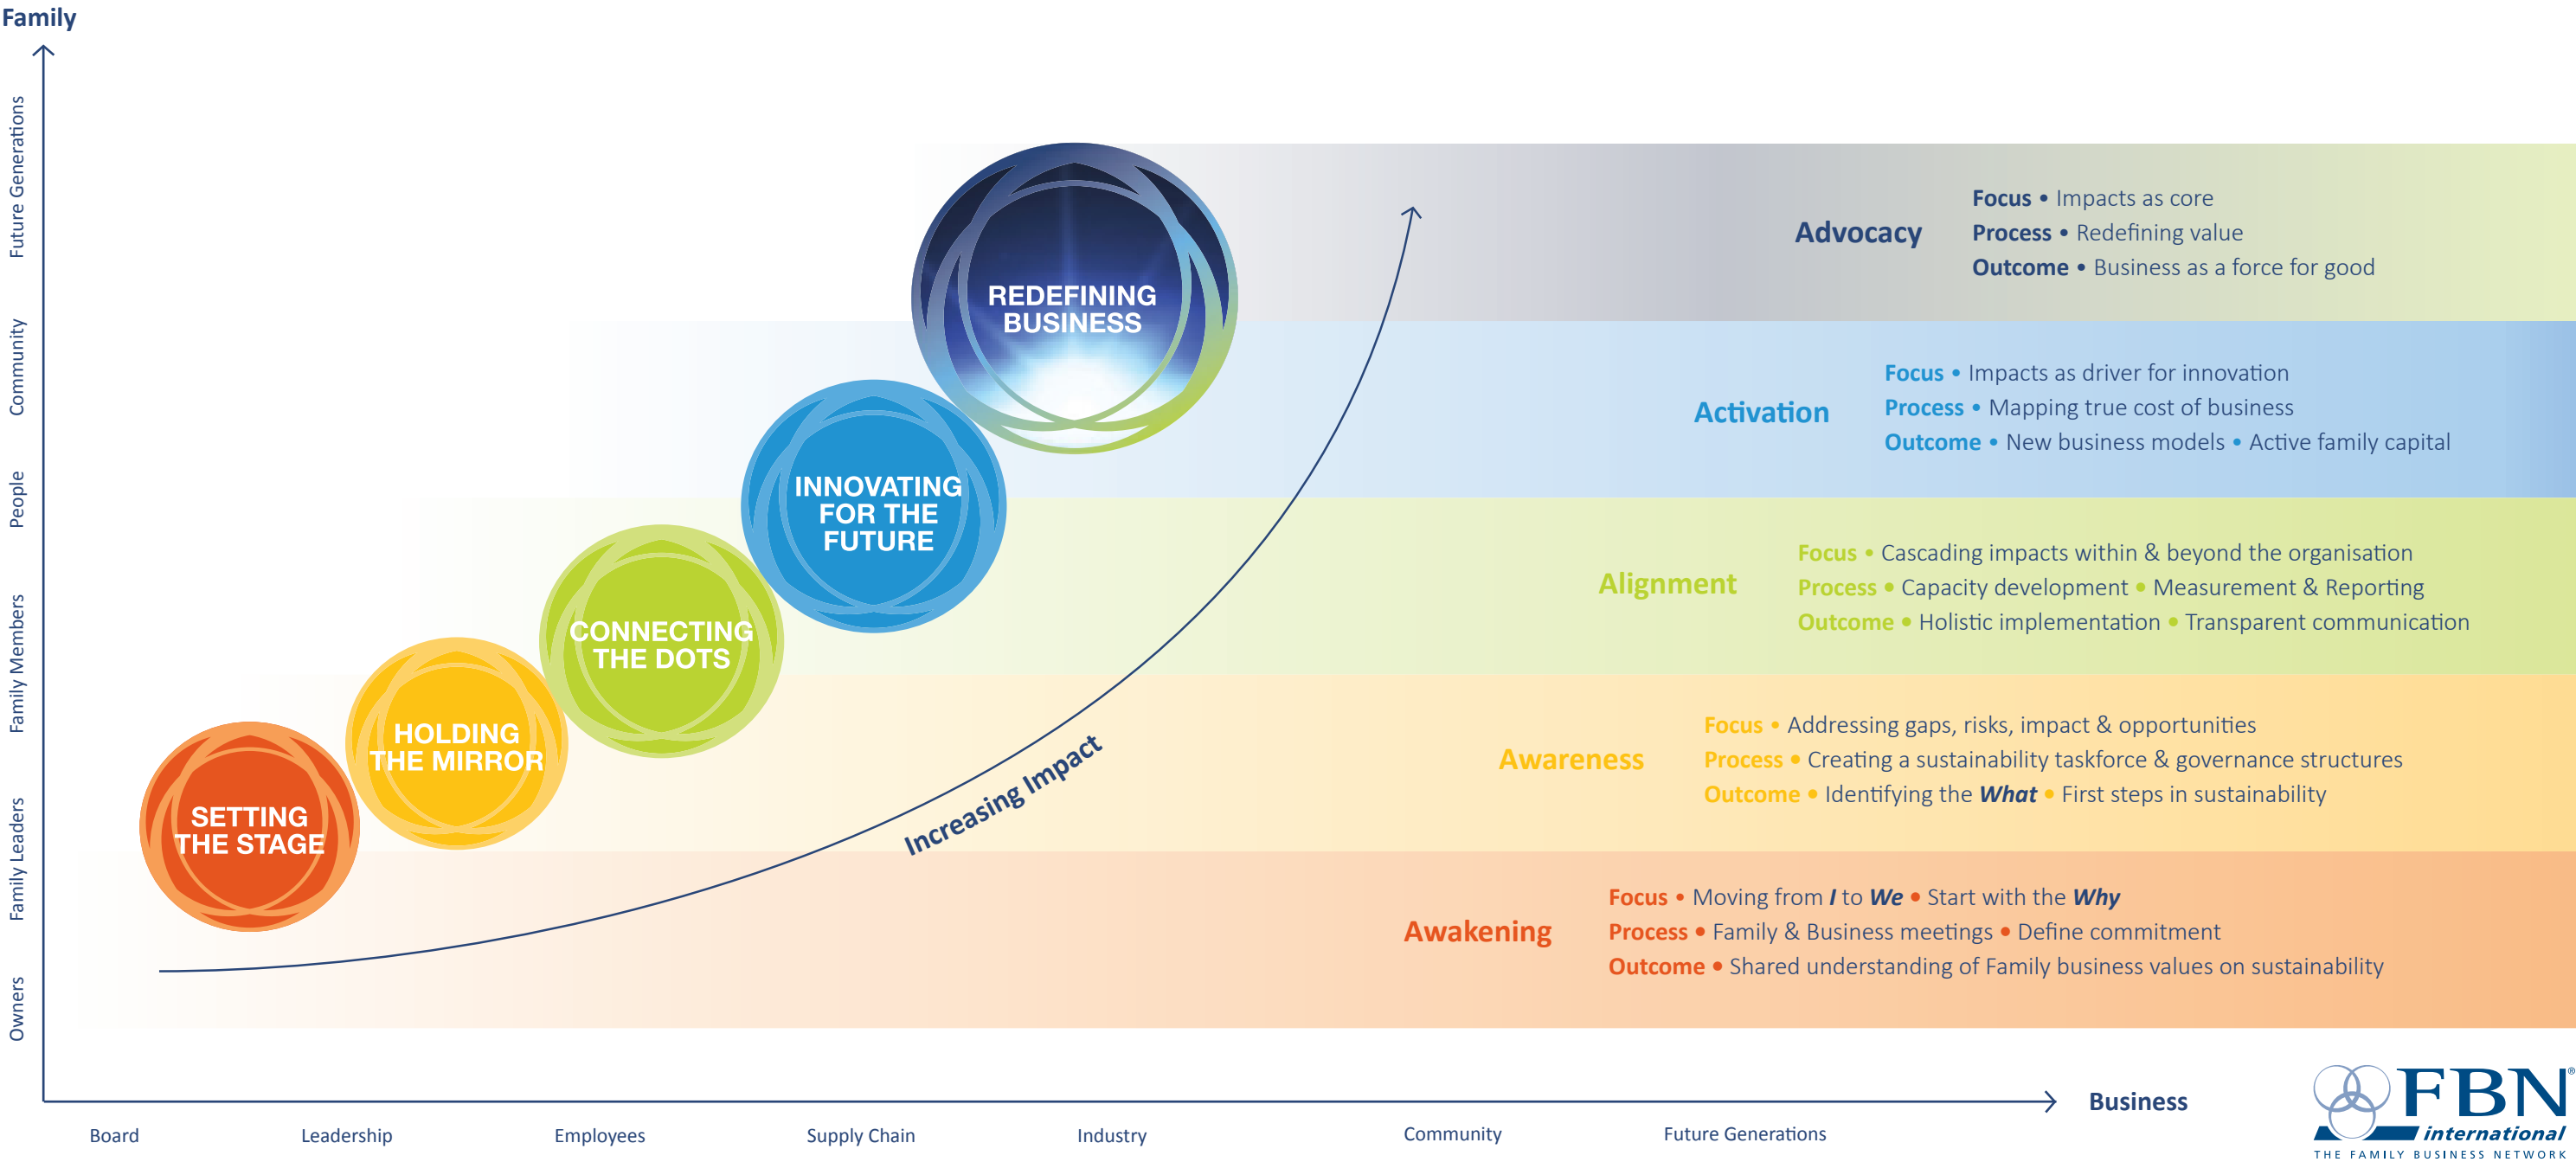 Family
Future Generations
Community
People
Family Members
Family Leaders
Owners
REDEFINING
BUSINESS
INNOVATING
FOR THE
FUTURE
CONNECTING
THE DOTS
HOLDING
THE MIRROR
SETTING
THE STAGE
Increasing Impact
Advocacy
Focus • Impacts as core
Process • Redefining value
Outcome • Business as a force for good
Activation
Focus • Impacts as driver for innovation
Process • Mapping true cost of business
Outcome • New business models • Active family capital
Alignment
Focus • Cascading impacts within & beyond the organisation
Process • Capacity development • Measurement & Reporting
Outcome • Holistic implementation • Transparent communication
Awareness
Focus • Addressing gaps, risks, impact & opportunities
Process • Creating a sustainability taskforce & governance structures
Outcome • Identifying the What • First steps in sustainability
Awakening
Focus • Moving from I to We • Start with the Why
Process • Family & Business meetings • Define commitment
Outcome • Shared understanding of Family business values on sustainability
Business
Board
Leadership
Employees
Supply Chain
Industry
Community
Future Generations
FBN®
international
THE FAMILY BUSINESS NETWORK